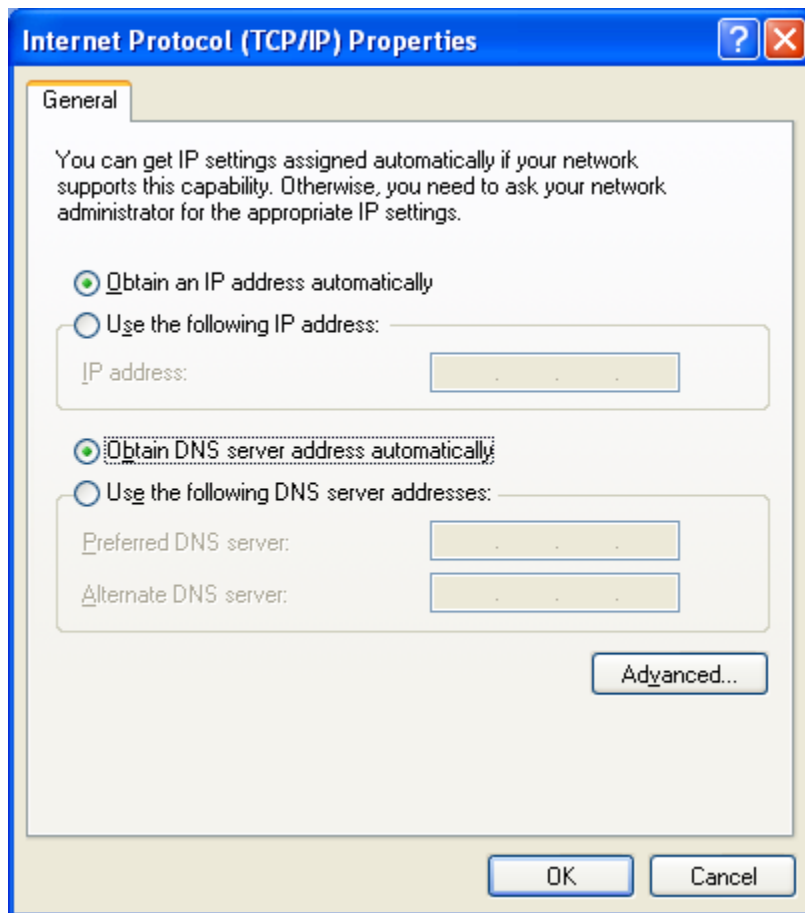 Internet Protocol (TCP/IP) Properties
General
You can get IP settings assigned automatically if your network
supports this capability. Otherwise, you need to ask your network
administrator for the appropriate IP settings.
Obtain an IP address automatically
Use the following IP address:
IP address:
Obtain DNS server address automatically
Use the following DNS server addresses:
Preferred DNS server:
Alternate DNS server:
Advanced...
OK Cancel